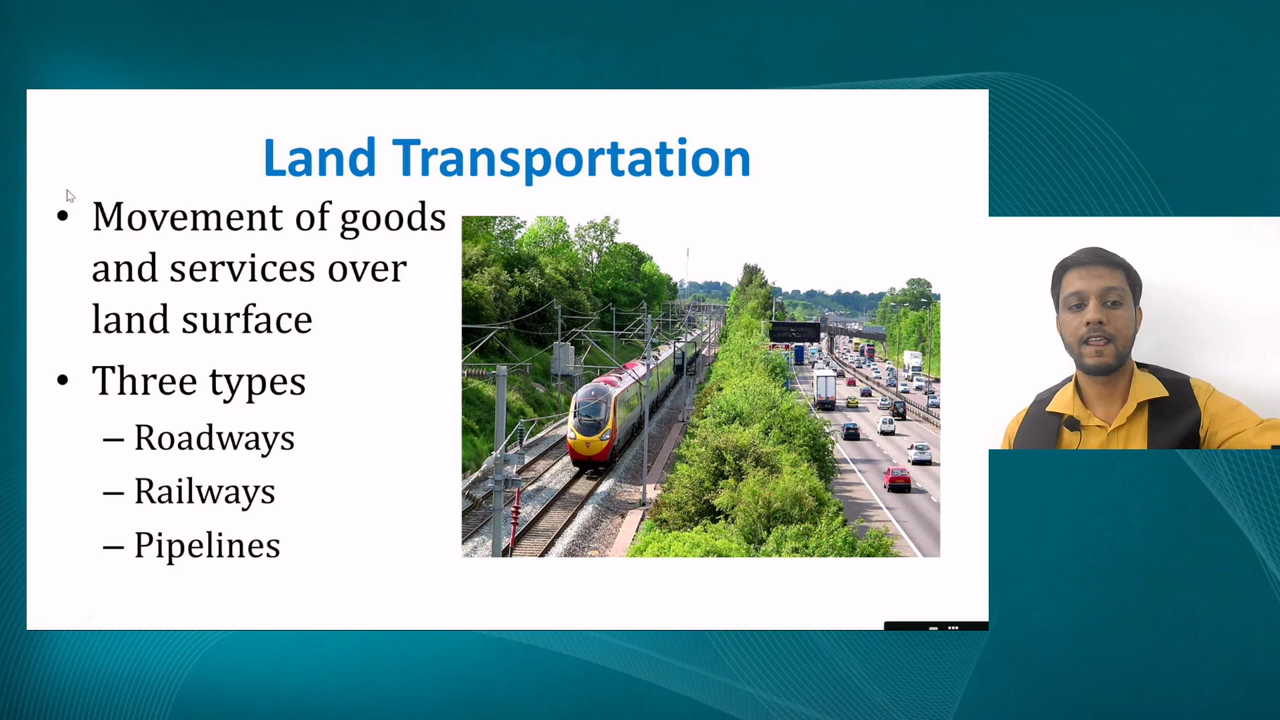 Land Transportation
• Movement of goods
and services over
land surface
• Three types
– Roadways
– Railways
– Pipelines